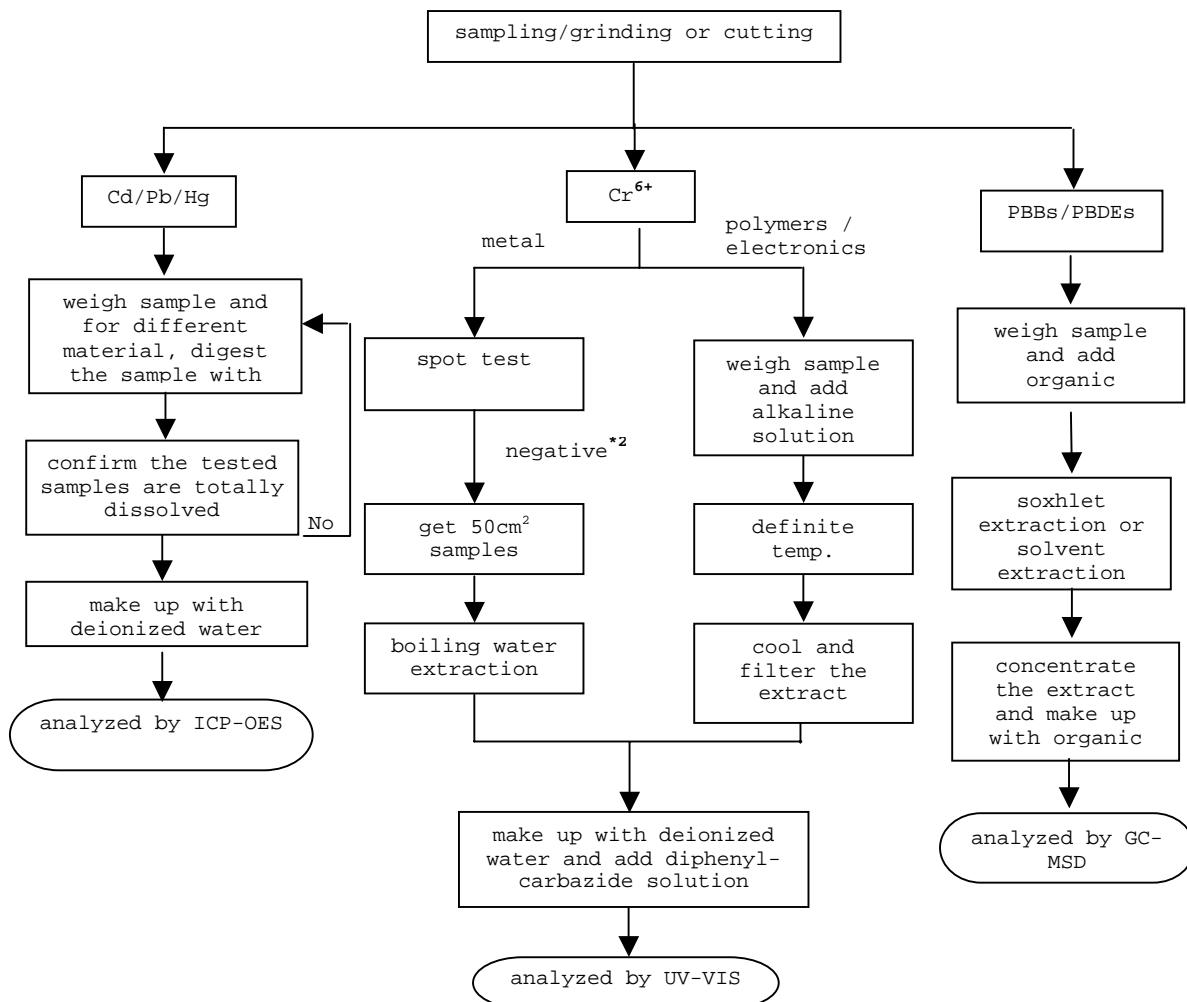 sampling/grinding or cutting
Cd/Pb/Hg
weigh sample and
for different
material, digest
the sample with
confirm the tested
samples are totally
dissolved
No
make up with
deionized water
analyzed by ICP-OES
Cr6+
metal
polymers /
electronics
spot test
negative*2
get 50cm2
samples
boiling water
extraction
weigh sample
and add
alkaline
solution
definite
temp.
cool and
filter the
extract
make up with deionized
water and add diphenyl-
carbazide solution
analyzed by UV-VIS
PBBs/PBDEs
weigh sample
and add
organic
soxhlet
extraction or
solvent
extraction
concentrate
the extract
and make up
with organic
analyzed by GC-
MSD